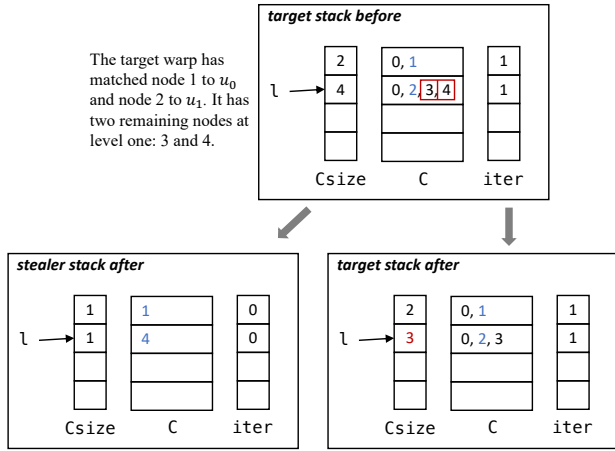 target stack before
The target warp has
matched node 1 to u0
and node 2 to u1. It has
two remaining nodes at
level one: 3 and 4.
2 0, 1 1
l 4 0, 2, 3, 4 1
Csize C iter
stealer stack after
1 1 0
l 1 4 0
Csize C iter
target stack after
2 0, 1 1
l 3 0, 2, 3 1
Csize C iter